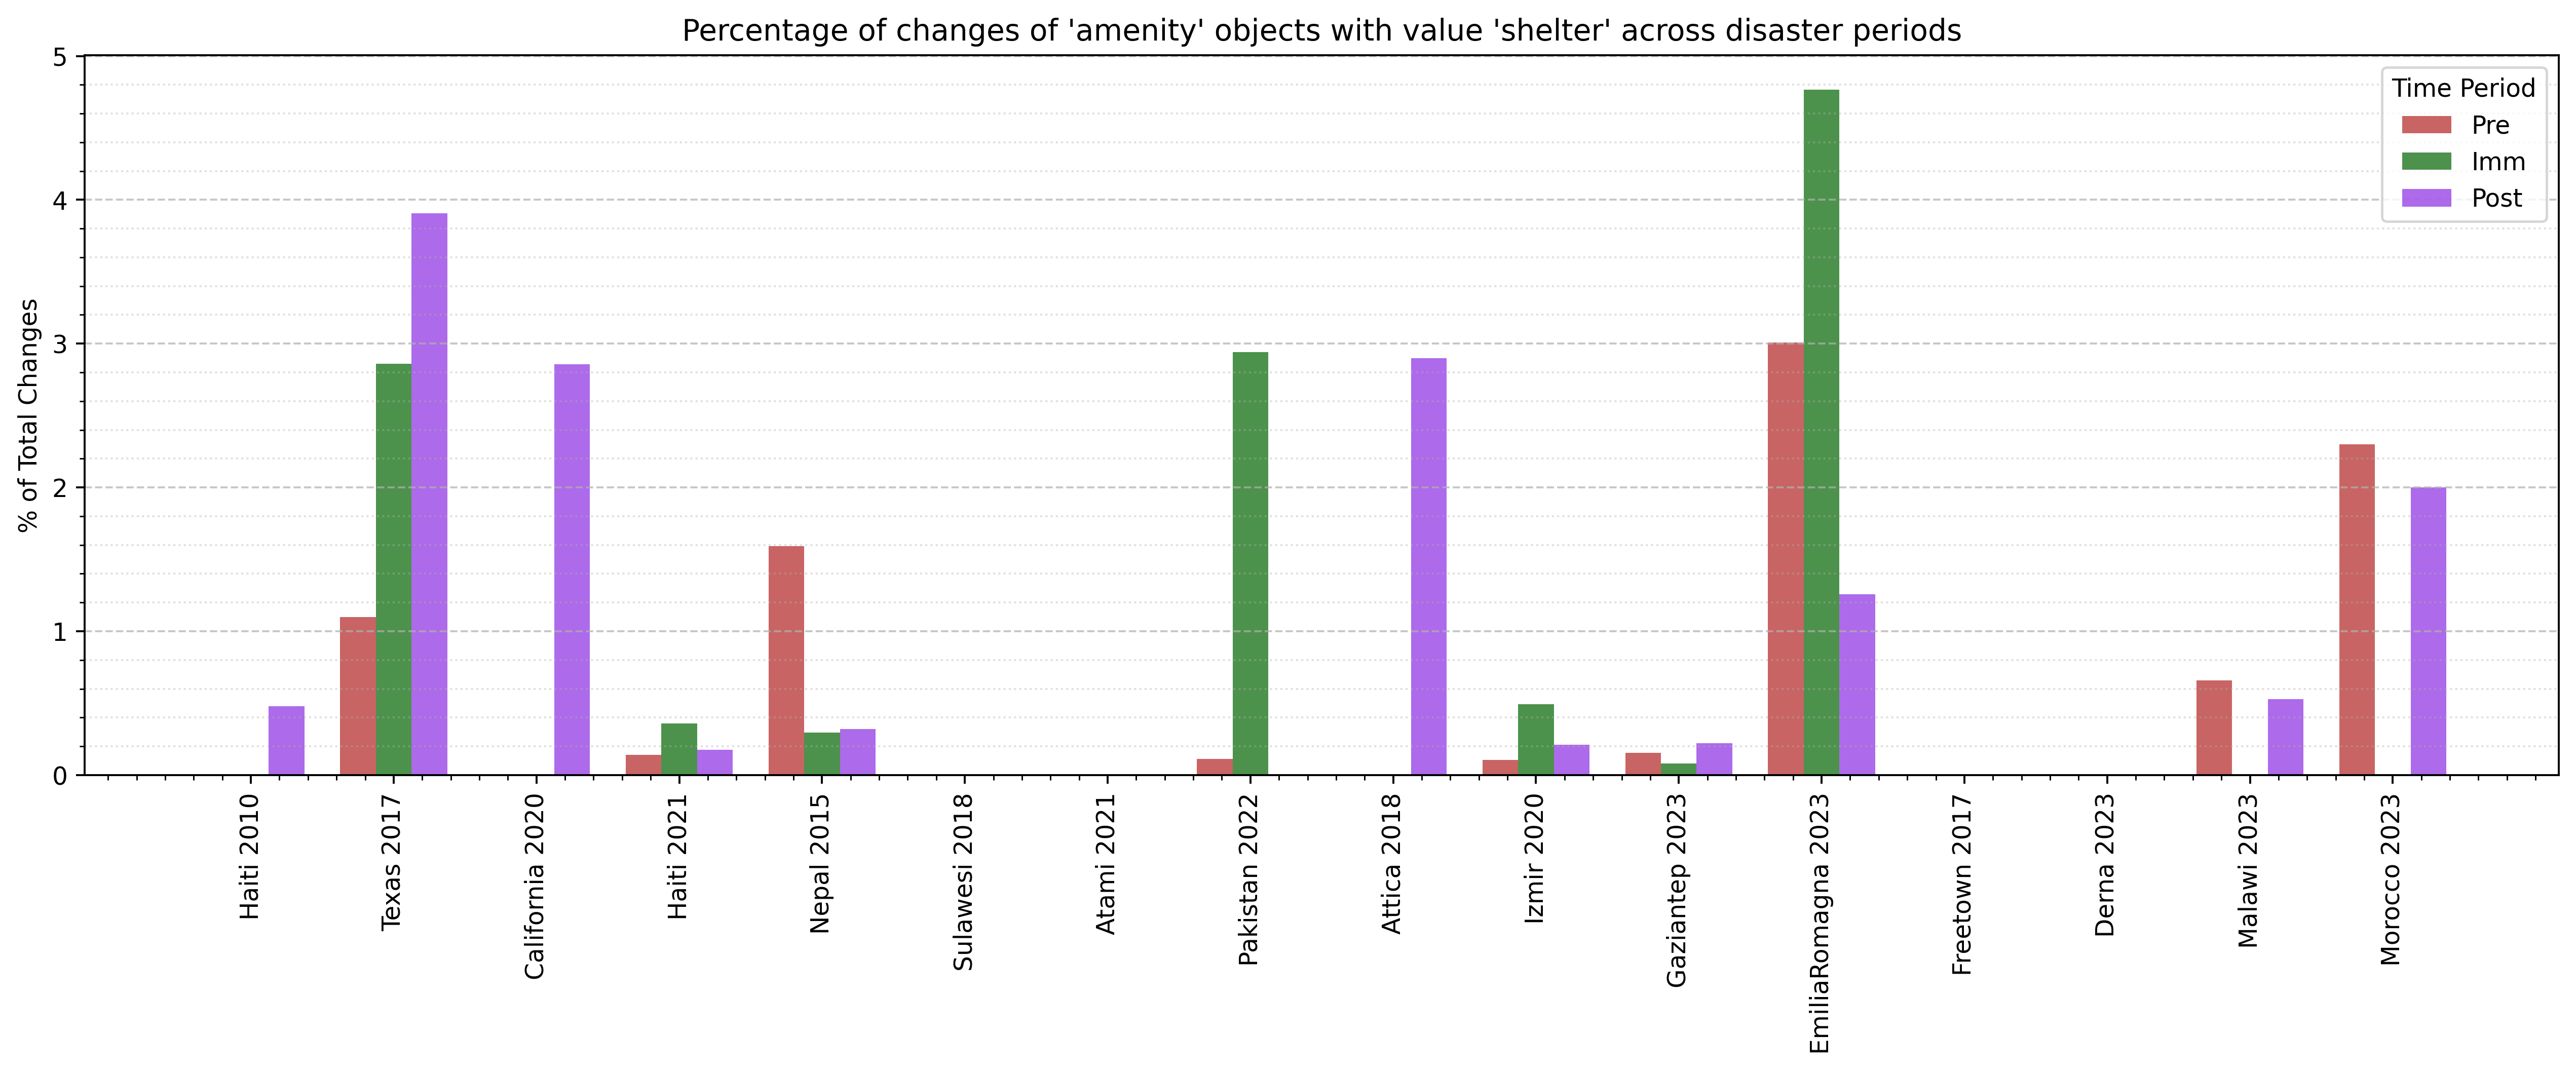 Percentage of changes of 'amenity' objects with value 'shelter' across disaster periods
% of Total Changes
5
4
3
2
1
0
Time Period
Pre
Imm
Post
Haiti 2010
Texas 2017
California 2020
Haiti 2021
Nepal 2015
Sulawesi 2018
Atami 2021
Pakistan 2022
Attica 2018
Izmir 2020
Gaziantep 2023
EmiliaRomagna 2023
Freetown 2017
Derna 2023
Malawi 2023
Morocco 2023